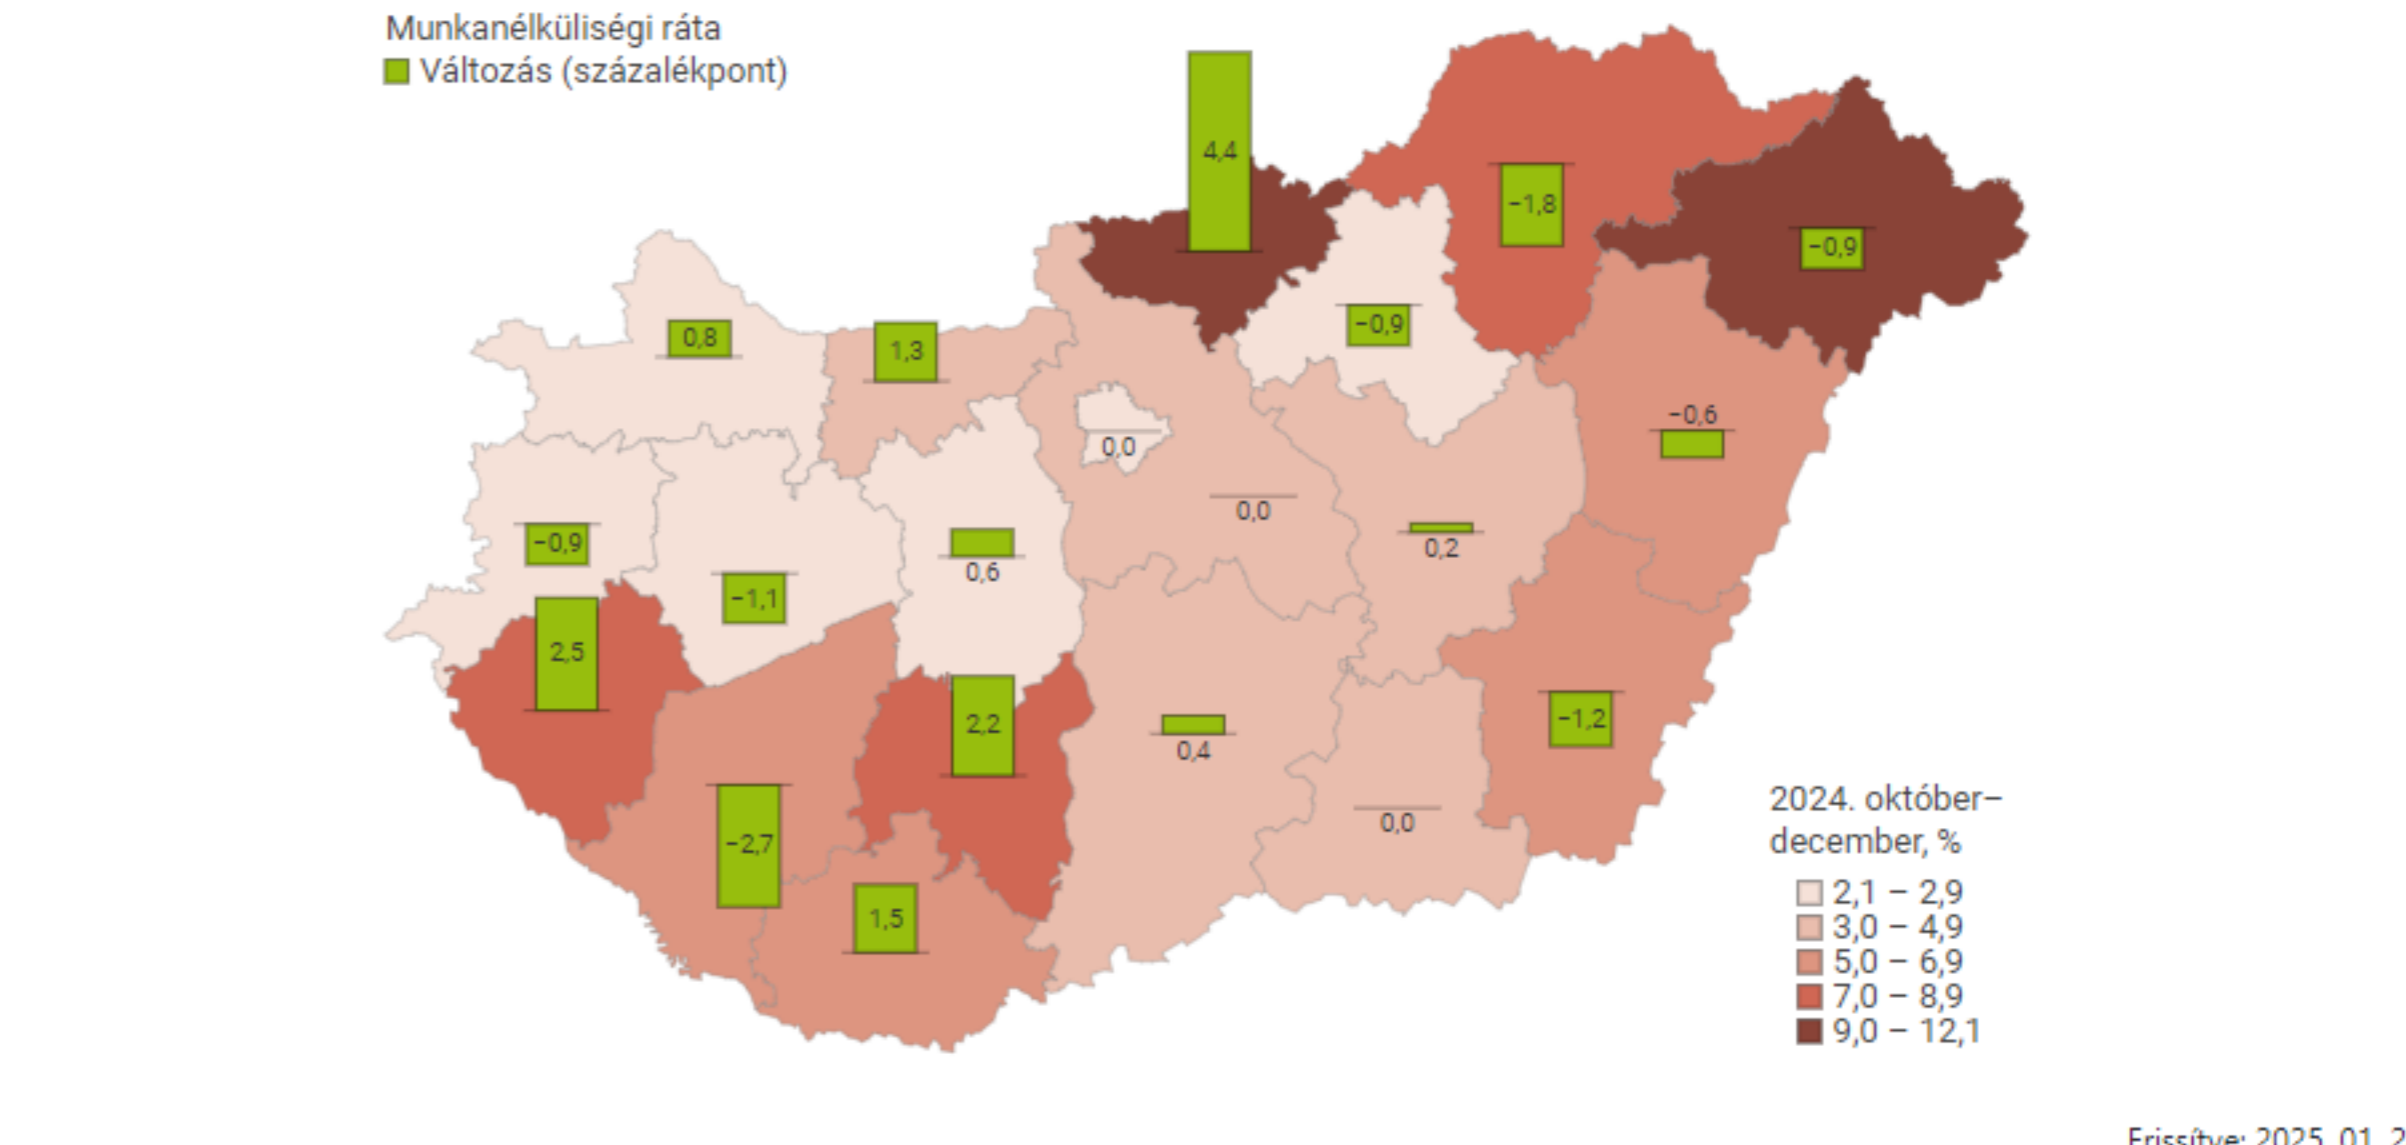 Munkanélküliségi ráta
Változás (százalékpont)
4,4
−1,8
−0,9
0,8
1,3
−0,9
−0,6
0,0
0,0
0,2
−0,9
−1,1
0,6
2,5
2,2
0,4
−1,2
0,0
−2,7
1,5
2024. október–
december, %
2,1 – 2,9
3,0 – 4,9
5,0 – 6,9
7,0 – 8,9
9,0 – 12,1
Frissítve: 2025. 01.